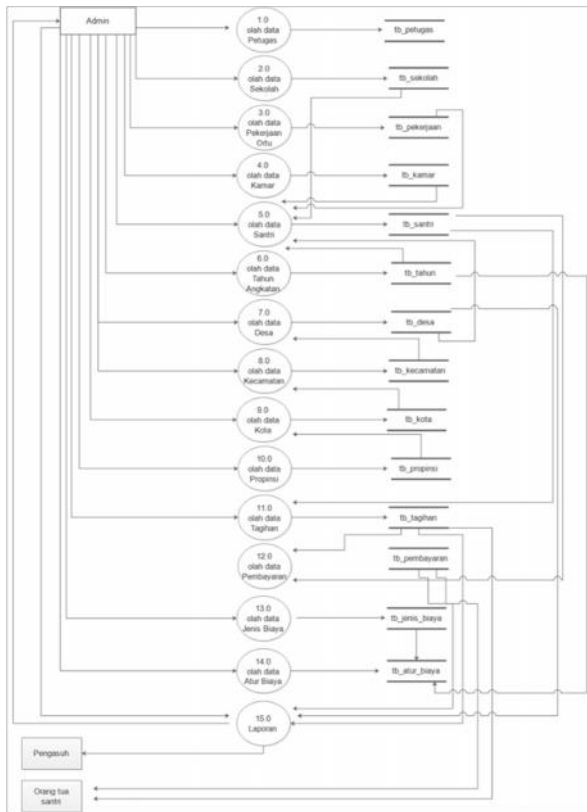 Admin
1.0
olah data
Petugas
tb_petugas
2.0
olah data
Sekolah
tb_sekolah
3.0
olah data
Pekerjaan
Ortu
tb_pekerjaan
4.0
olah data
Kamar
tb_kamar
5.0
olah data
Santri
tb_santri
6.0
olah data
Tahun
Angkatan
tb_tahun
7.0
olah data
Desa
tb_desa
8.0
olah data
Kecamatan
tb_kecamatan
9.0
olah data
Kota
tb_kota
10.0
olah data
Propinsi
tb_propinsi
11.0
olah data
Tagihan
tb_tagihan
12.0
olah data
Pembayaran
tb_pembayaran
13.0
olah data
Jenis Biaya
tb_jenis_biaya
14.0
olah data
Atur Biaya
tb_atur_biaya
15.0
Laporan
Pengasuh
Orang tua
santri